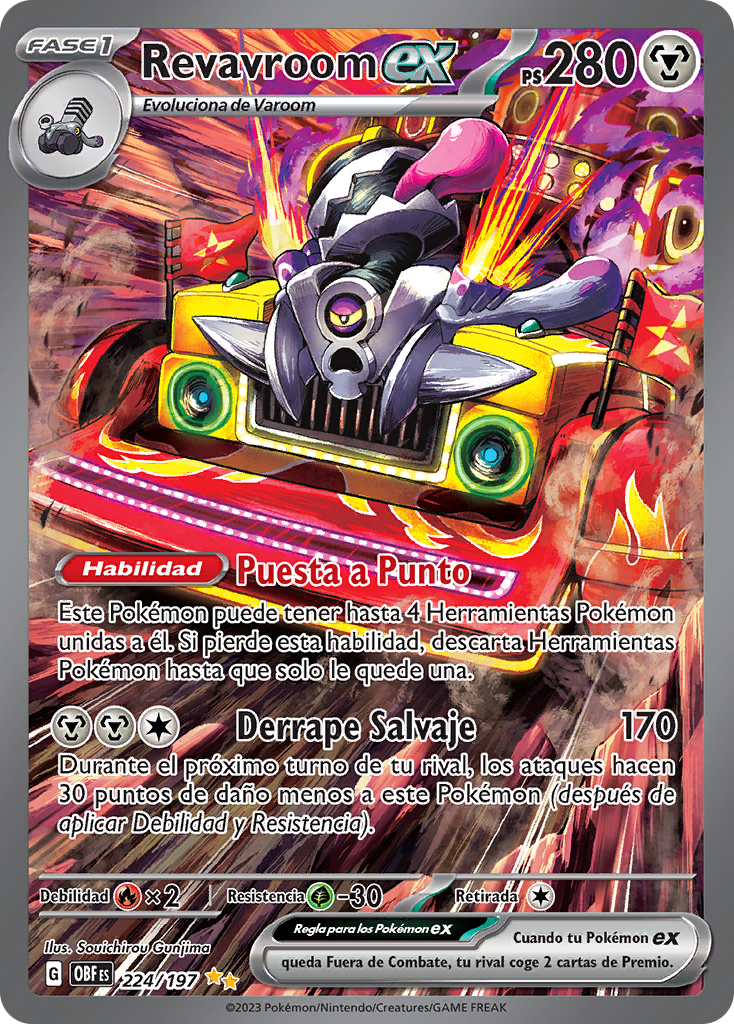 FASE 1
Revavroom ex
PS 280
Evoluciona de Varoom
Habilidad Puesta a Punto
Este Pokémon puede tener hasta 4 Herramientas Pokémon
unidas a él. Si pierde esta habilidad, descarta Herramientas
Pokémon hasta que solo le quede una.
Derrape Salvaje 170
Durante el próximo turno de tu rival, los ataques hacen
30 puntos de daño menos a este Pokémon (después de
aplicar Debilidad y Resistencia).
Debilidad ×2 Resistencia -30 Retirada
Ilus. Souichirou Gunjima
Regla para los Pokémon ex Cuando tu Pokémon ex
queda Fuera de Combate, tu rival coge 2 cartas de Premio.
G OBF ES 224/197
©2023 Pokémon/Nintendo/Creatures/GAME FREAK